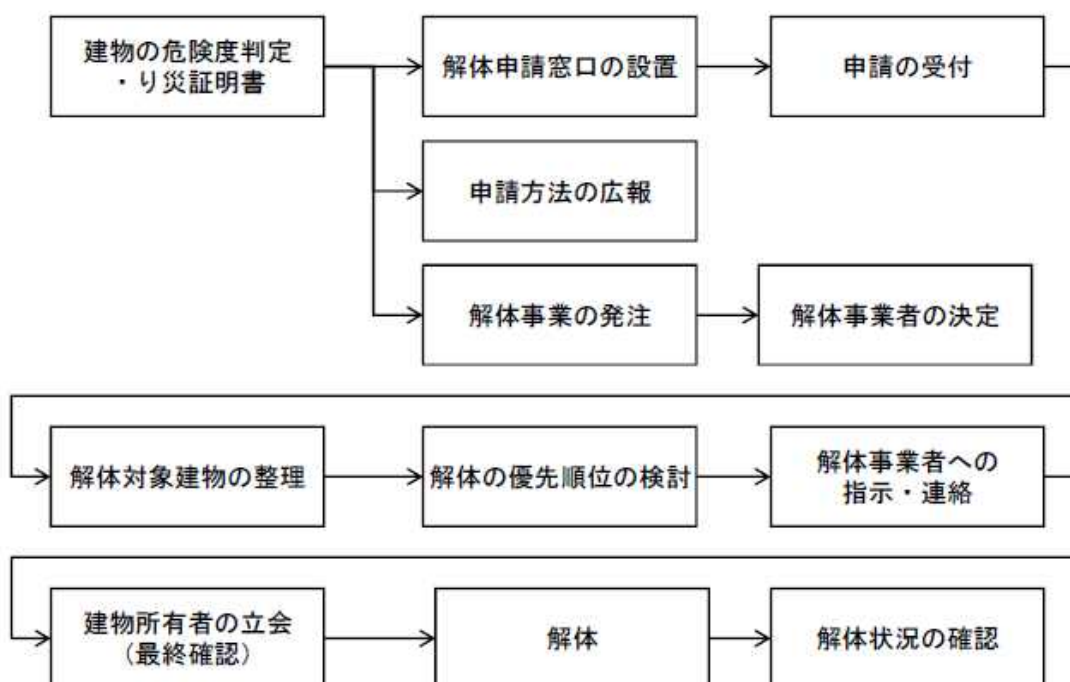 建物の危険度判定
・り災証明書
解体申請窓口の設置
申請の受付
申請方法の広報
解体事業の発注
解体事業者の決定
解体対象建物の整理
解体の優先順位の検討
解体事業者への
指示・連絡
建物所有者の立会
（最終確認）
解体
解体状況の確認